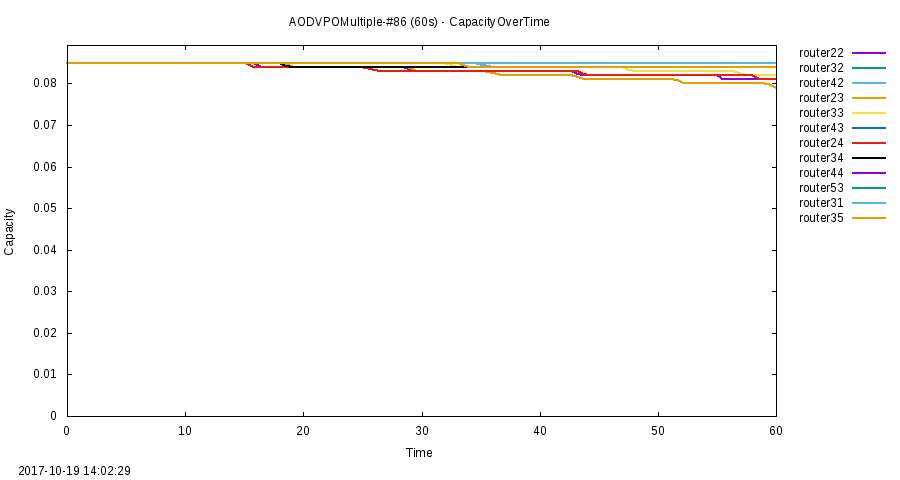 AODVPOMultiple-#86 (60s) - CapacityOverTime
router22
router32
router42
router23
router33
router43
router24
router34
router44
router53
router31
router35
0.08
0.07
0.06
0.05
0.04
0.03
0.02
0.01
0
Capacity
0 10 20 30 40 50 60
Time
2017-10-19 14:02:29